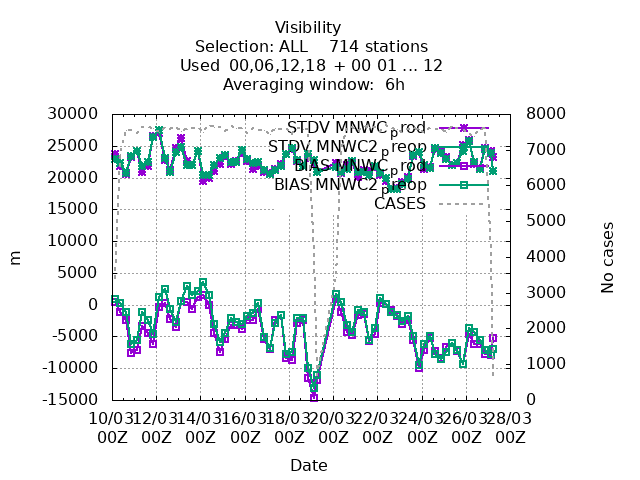 Visibility
Selection: ALL    714 stations
Used  00,06,12,18 + 00 01 ... 12
Averaging window:  6h
30000
25000
20000
15000
10000
5000
0
-5000
-10000
-15000
8000
7000
6000
5000
4000
3000
2000
1000
0
STDV MNWC_prod
STDV MNWC2_preop
BIAS MNWC_prod
BIAS MNWC2_preop
CASES
m
No cases
10/03 12/03 14/03 16/03 18/03 20/03 22/03 24/03 26/03 28/03
00Z 00Z 00Z 00Z 00Z 00Z 00Z 00Z 00Z 00Z
Date